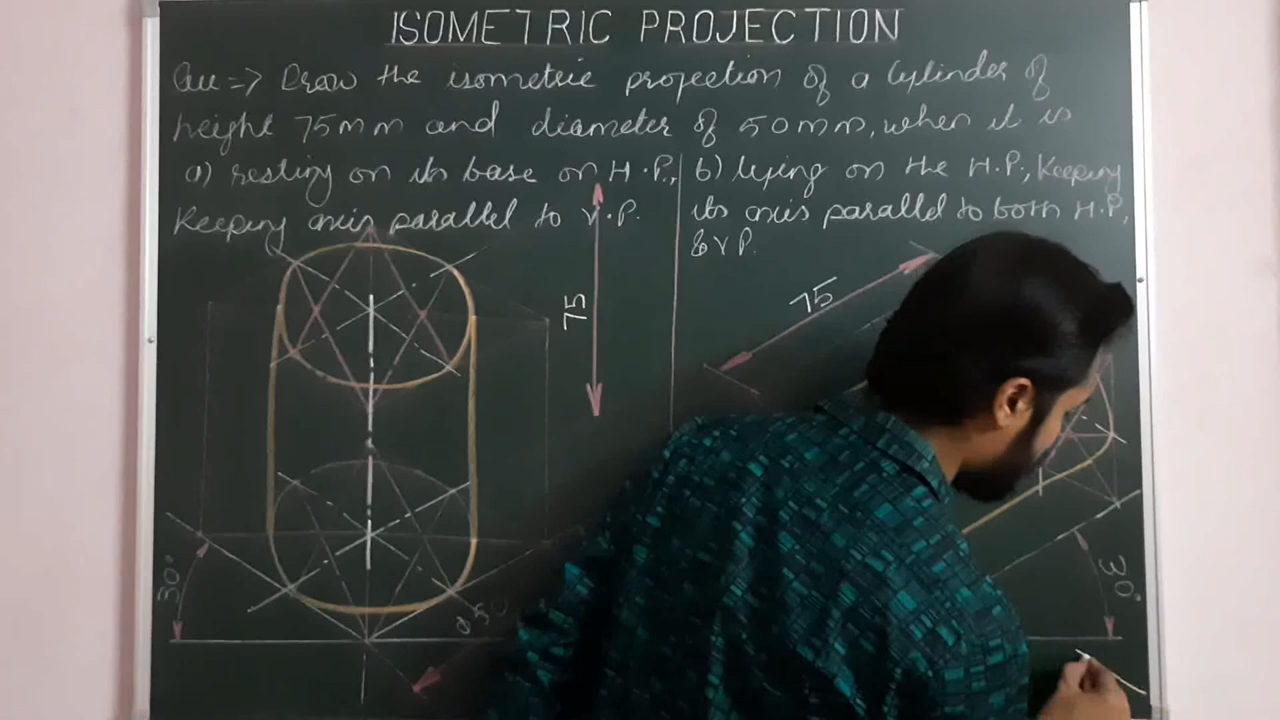 ISOMETRIC PROJECTION
Qu => Draw the isometric projection of a Cylinder of
height 75mm and diameter of 50mm, when it is
a) resting on its base on H.P.,
Keeping axis parallel to V.P.
b) lying on the H.P., Keeping
its axis parallel to both H.P,
& V P.
75
75
30°
ø50
30°